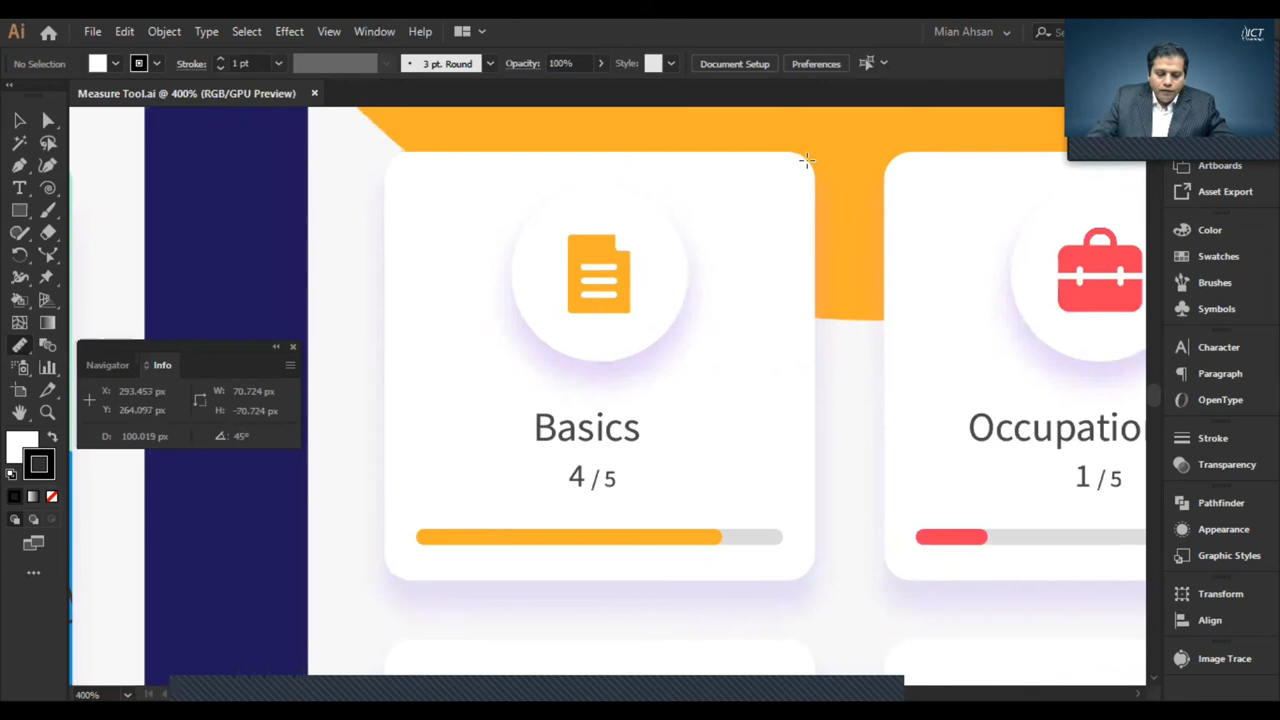 Ai File Edit Object Type Select Effect View Window Help Mian Ahsan
No Selection Stroke: 1 pt 3 pt. Round Opacity: 100% Style: Document Setup Preferences
Measure Tool.ai @ 400% (RGB/GPU Preview)
Artboards
Asset Export
Color
Swatches
Brushes
Symbols
Character
Paragraph
OpenType
Stroke
Transparency
Pathfinder
Appearance
Graphic Styles
Transform
Align
Image Trace
Navigator Info
X: 293.453 px W: 70.724 px
Y: 264.097 px H: -70.724 px
D: 100.019 px 45°
Basics
4 / 5
Occupatio
1 / 5
400%